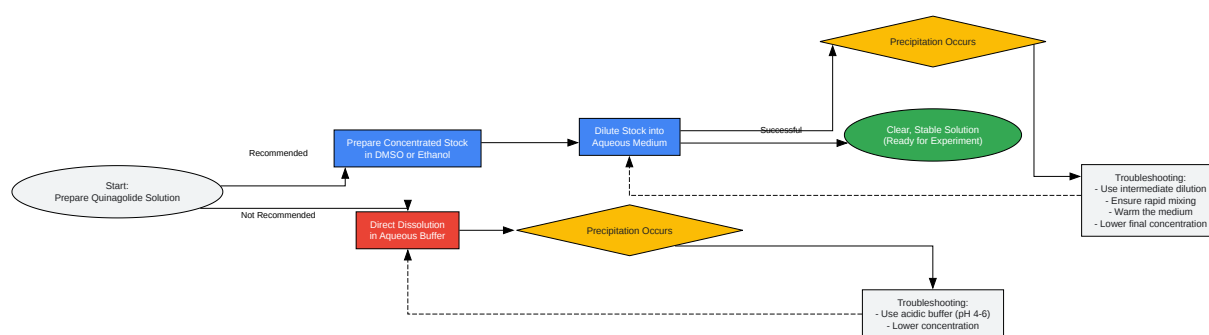 Precipitation Occurs
Successful
Clear, Stable Solution
(Ready for Experiment)
Dilute Stock into
Aqueous Medium
Prepare Concentrated Stock
in DMSO or Ethanol
Recommended
Start:
Prepare Quinagolide Solution
Not Recommended
Direct Dissolution
in Aqueous Buffer
Precipitation Occurs
Troubleshooting:
- Use intermediate dilution
- Ensure rapid mixing
- Warm the medium
- Lower final concentration
Troubleshooting:
- Use acidic buffer (pH 4-6)
- Lower concentration